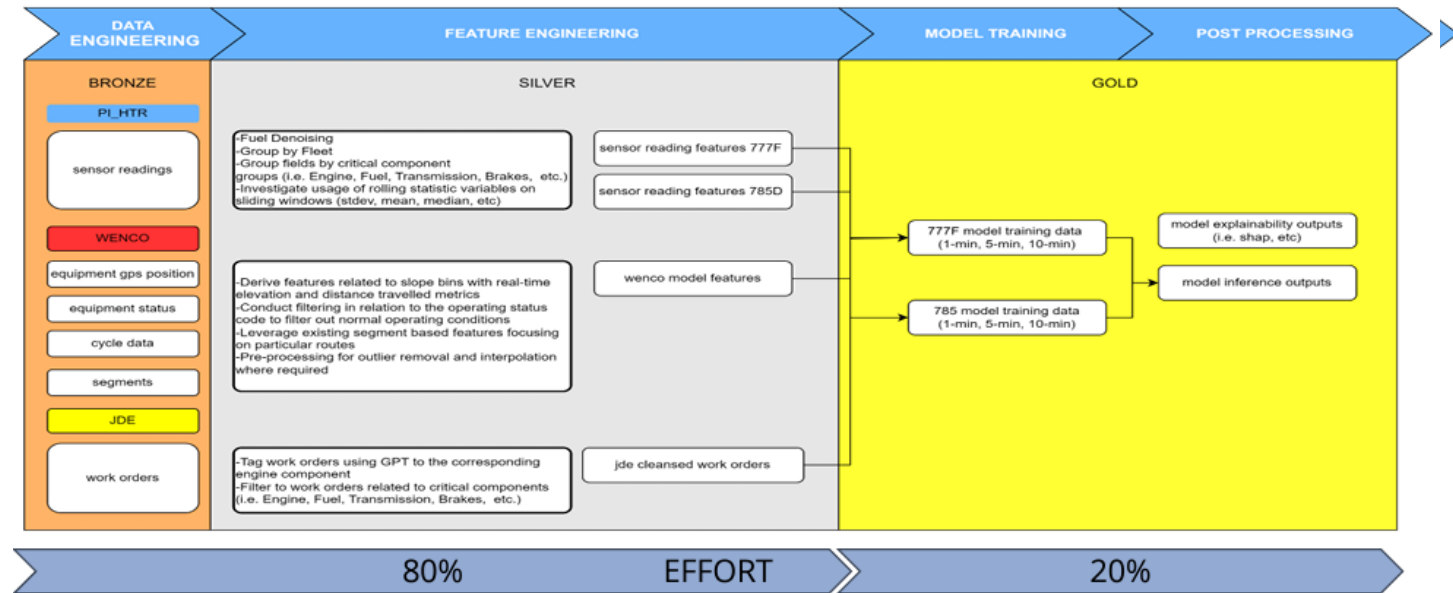 DATA
ENGINEERING
FEATURE ENGINEERING
MODEL TRAINING
POST PROCESSING
BRONZE
SILVER
GOLD
PI_HTR
sensor readings
-Fuel Denoising
-Group by Fleet
-Group fields by critical component
groups (i.e. Engine, Fuel, Transmission, Brakes, etc.)
-Investigate usage of rolling statistic variables on
sliding windows (stdev, mean, median, etc)
sensor reading features 777F
sensor reading features 785D
WENCO
equipment gps position
equipment status
cycle data
segments
-Derive features related to slope bins with real-time
elevation and distance travelled metrics
-Conduct filtering in relation to the operating status
code to filter out normal operating conditions
-Leverage existing segment based features focusing
on particular routes
-Pre-processing for outlier removal and interpolation
where required
wenco model features
777F model training data
(1-min, 5-min, 10-min)
785 model training data
(1-min, 5-min, 10-min)
model explainability outputs
(i.e. shap, etc)
model inference outputs
JDE
work orders
-Tag work orders using GPT to the corresponding
engine component
-Filter to work orders related to critical components
(i.e. Engine, Fuel, Transmission, Brakes, etc.)
jde cleansed work orders
80% EFFORT 20%